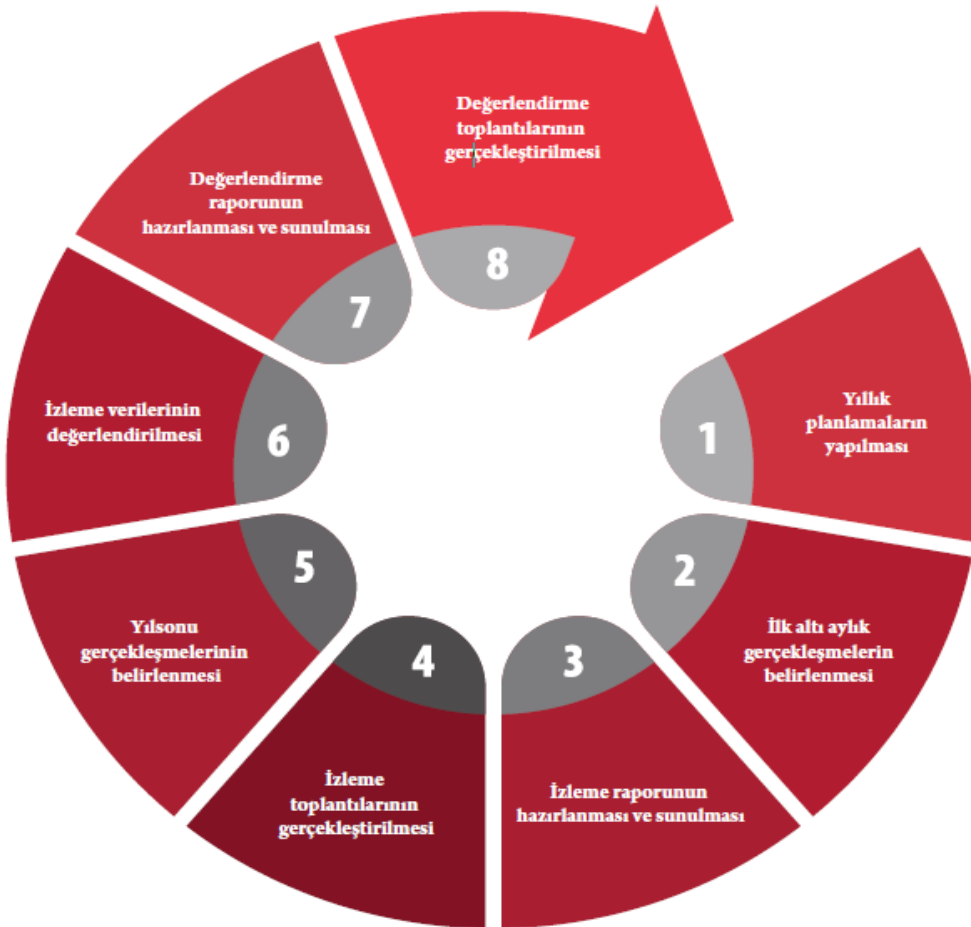 1
Yıllık
planlamaların
yapılması
2
İlk altı aylık
gerçekleşmelerin
belirlenmesi
3
İzleme raporunun
hazırlanması ve sunulması
4
İzleme
toplantılarının
gerçekleştirilmesi
5
Yılsonu
gerçekleşmelerinin
belirlenmesi
6
İzleme verilerinin
değerlendirilmesi
7
Değerlendirme
raporunun
hazırlanması ve sunulması
8
Değerlendirme
toplantılarının
gerçekleştirilmesi